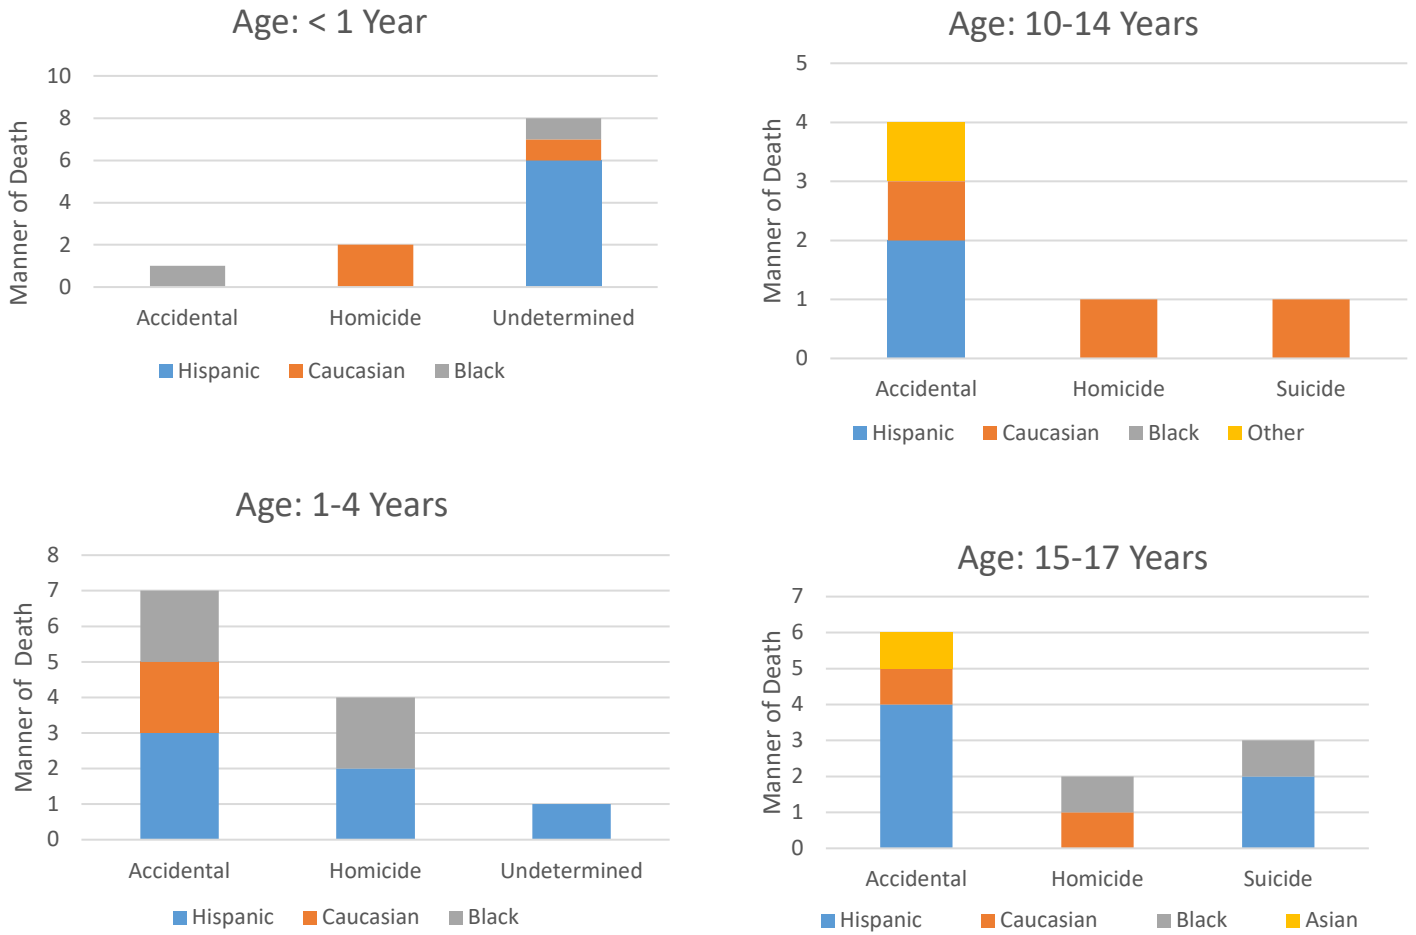 Age: < 1 Year
Manner of Death
10
8
6
4
2
0
Accidental Homicide Undetermined
Hispanic Caucasian Black
Age: 10-14 Years
Manner of Death
5
4
3
2
1
0
Accidental Homicide Suicide
Hispanic Caucasian Black Other
Age: 1-4 Years
Manner of Death
8
7
6
5
4
3
2
1
0
Accidental Homicide Undetermined
Hispanic Caucasian Black
Age: 15-17 Years
Manner of Death
7
6
5
4
3
2
1
0
Accidental Homicide Suicide
Hispanic Caucasian Black Asian